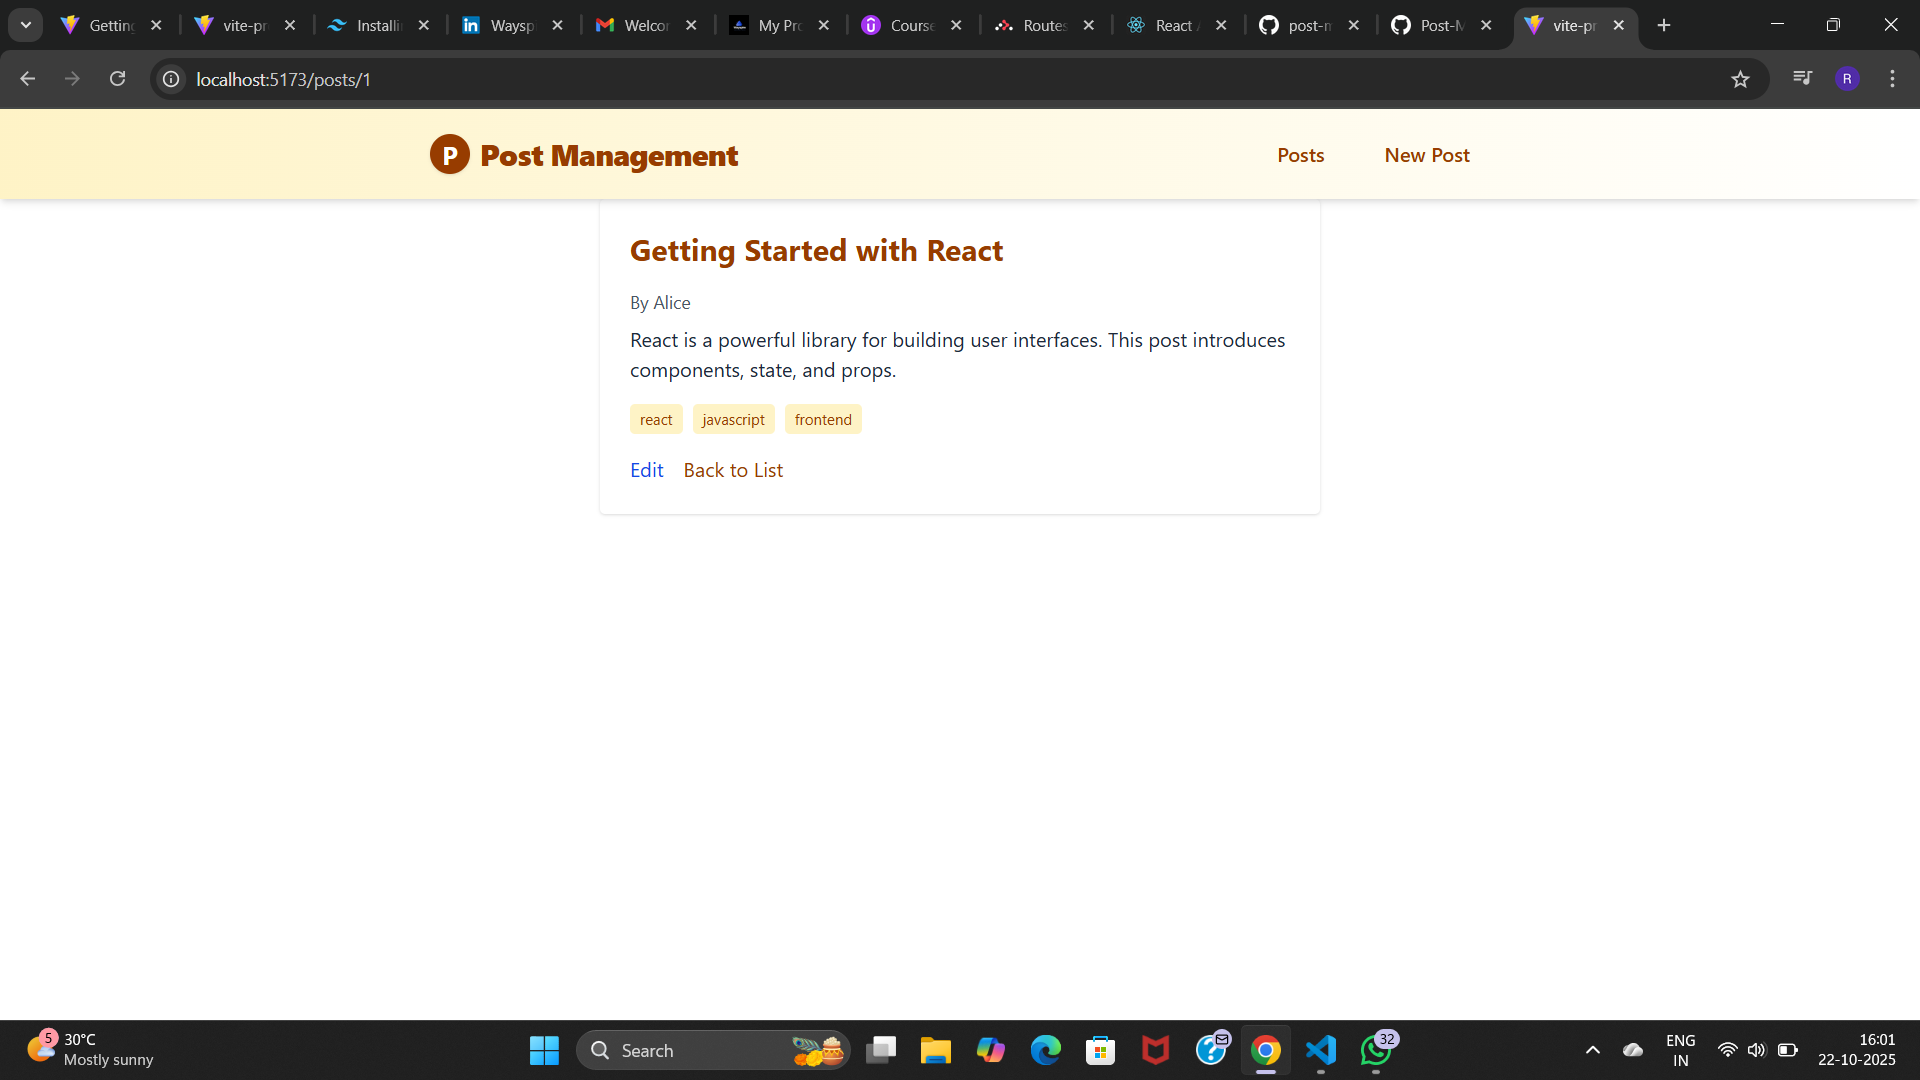 Getting
vite-pr
Installi
in Waysp
Welcor
My Pro
Course
Routes
React
post-m
Post-M
vite-pr
localhost:5173/posts/1
R
P Post Management
Posts
New Post
Getting Started with React
By Alice
React is a powerful library for building user interfaces. This post introduces
components, state, and props.
react javascript frontend
Edit Back to List
5
30°C
Mostly sunny
Search
32
ENG
IN
16:01
22-10-2025